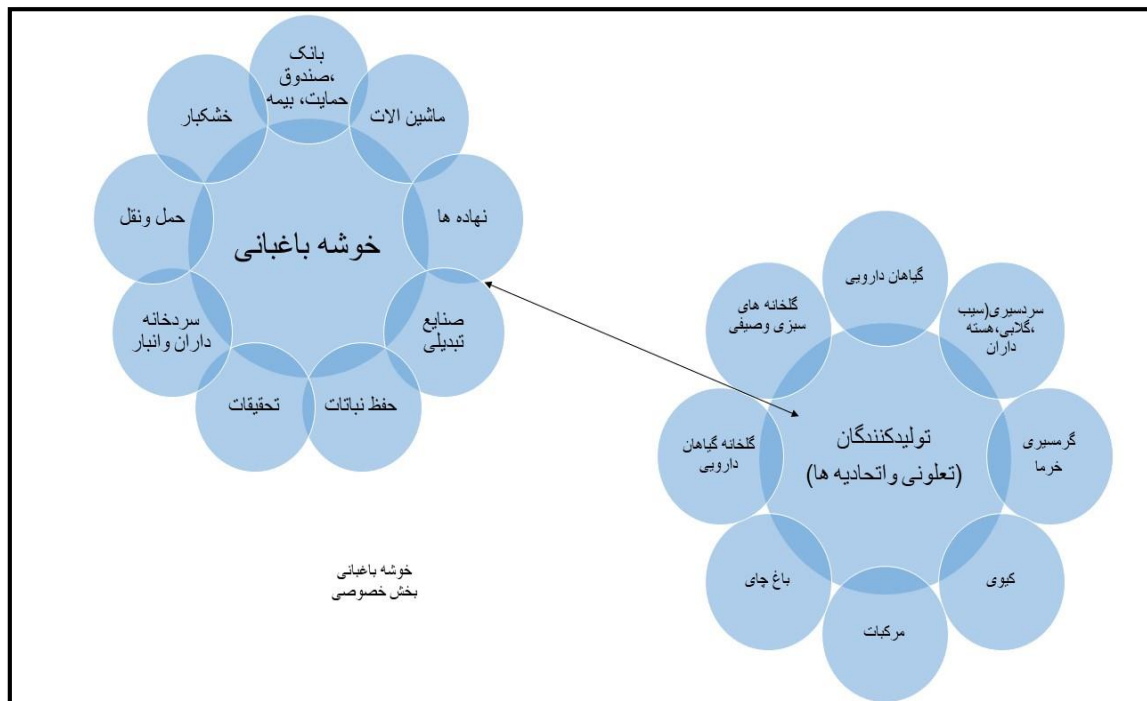 بانک
،صندوق
حمایت، بیمه
ماشین الات
نهاده ها
صنایع
تبدیلی
حفظ نباتات
تحقیقات
سردخانه
داران وانبار
حمل ونقل
خشکبار
خوشه باغبانی
گیاهان دارویی
سردسیری(سیب
،گلابی،هسته
داران
گرمسیری
خرما
کیوی
مرکبات
باغ چای
گلخانه گیاهان
دارویی
گلخانه های
سبزی وصیفی
تولیدکنندگان
(تعلونی واتحادیه ها)
خوشه باغبانی
بخش خصوصی